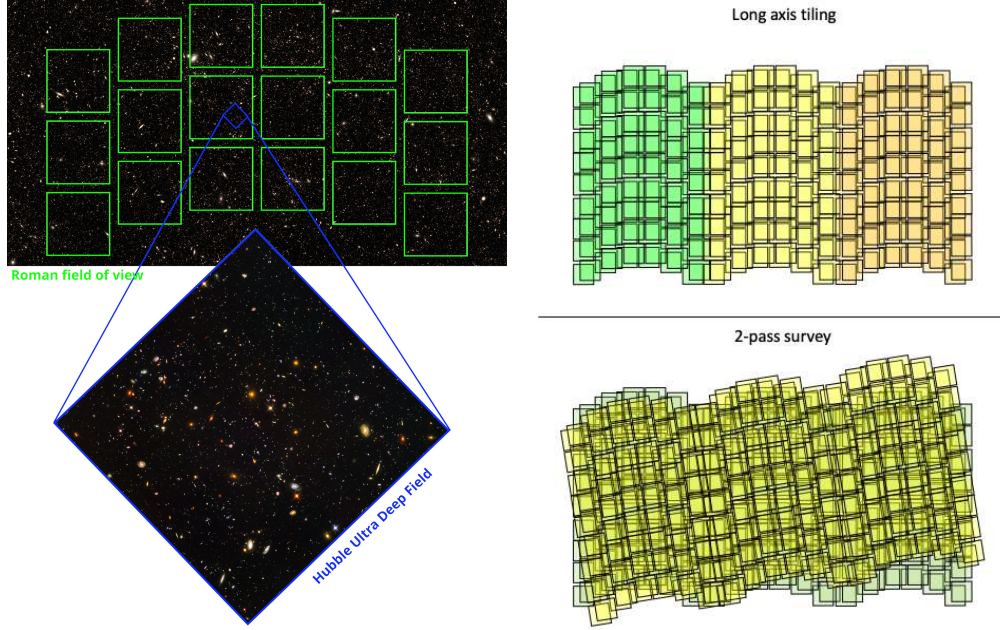 Roman field of view
Hubble Ultra Deep Field
Long axis tiling
2-pass survey